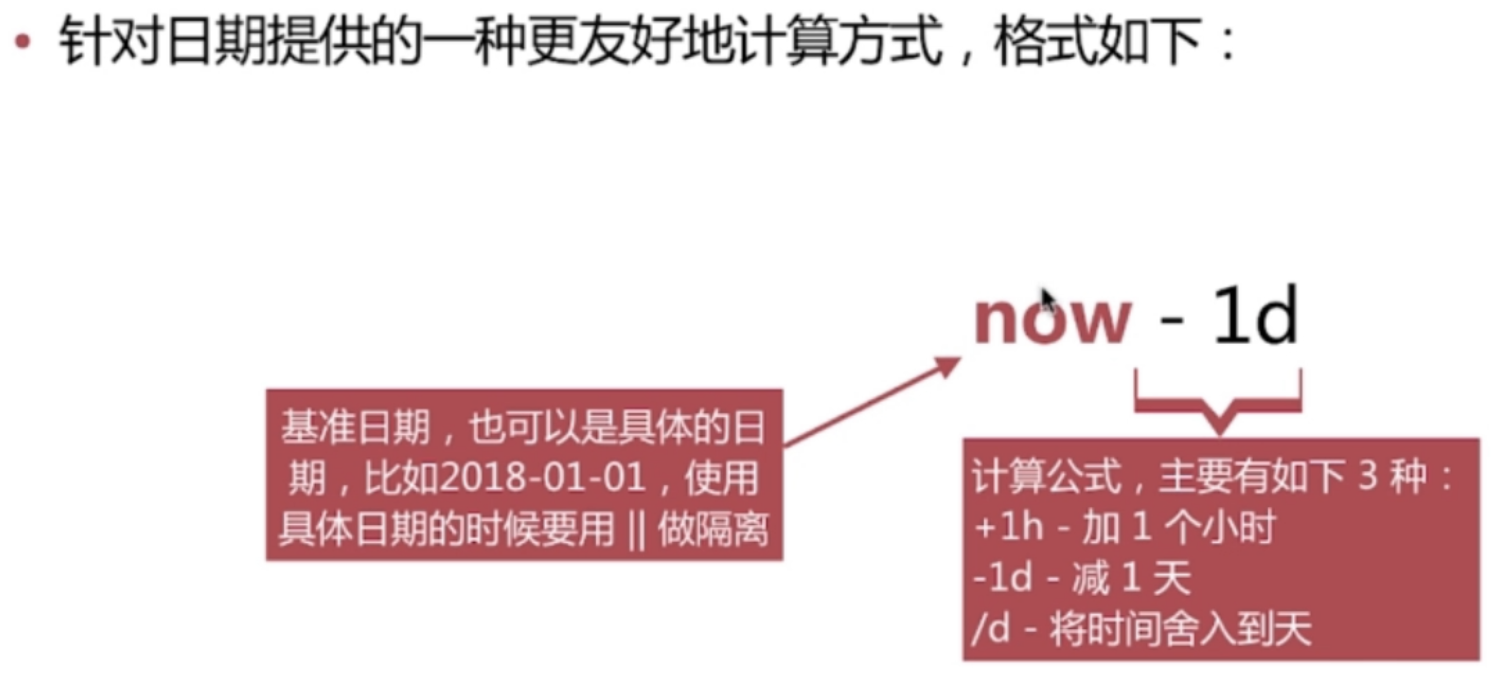 • 针对日期提供的一种更友好地计算方式，格式如下：
now - 1d
基准日期，也可以是具体的日
期，比如2018-01-01，使用
具体日期的时候要用 || 做隔离
计算公式，主要有如下 3 种：
+1h - 加 1 个小时
-1d - 减 1 天
/d - 将时间舍入到天